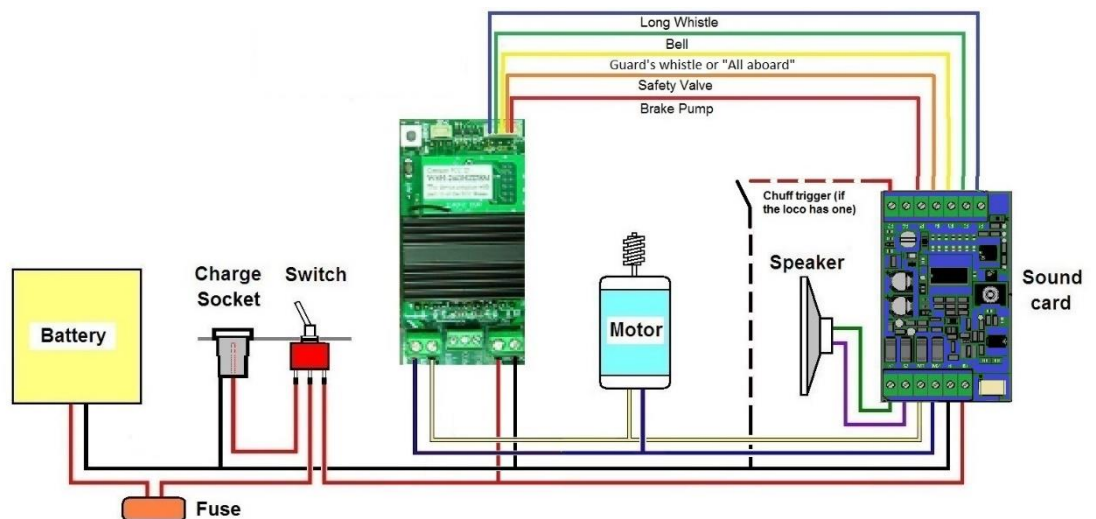 Long Whistle
Bell
Guard's whistle or "All aboard"
Safety Valve
Brake Pump
Chuff trigger (if
the loco has one)
Charge
Socket
Switch
Speaker
Sound
card
Battery
Motor
Fuse